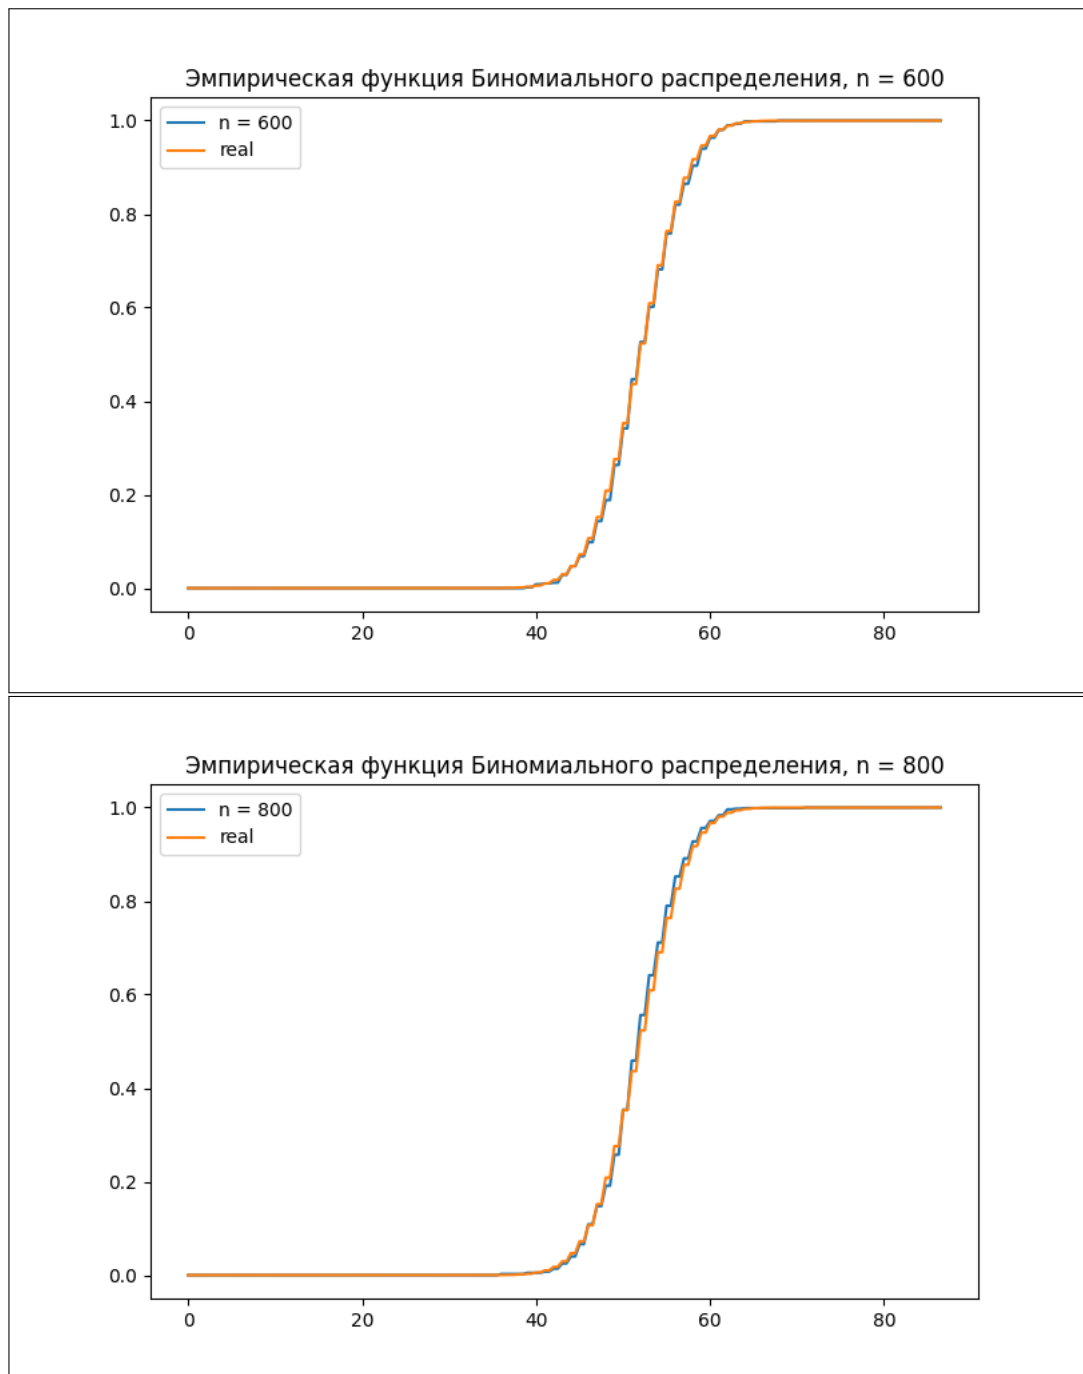 Эмпирическая функция Биномиального распределения, n = 600
n = 600
real
1.0
0.8
0.6
0.4
0.2
0.0
0 20 40 60 80
Эмпирическая функция Биномиального распределения, n = 800
n = 800
real
1.0
0.8
0.6
0.4
0.2
0.0
0 20 40 60 80